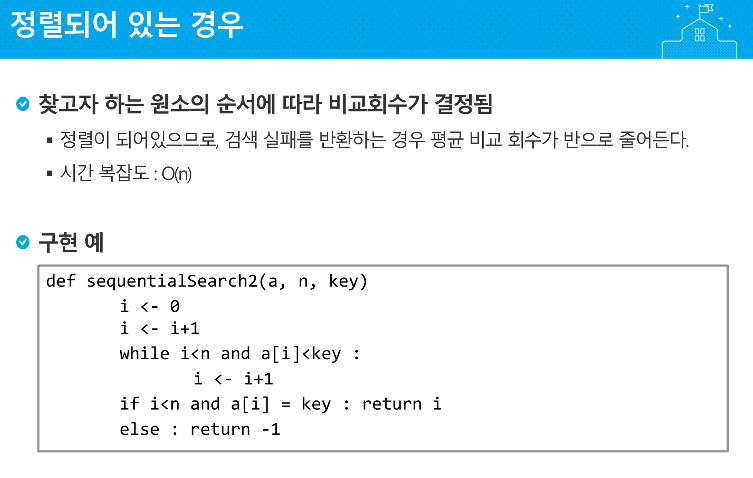 정렬되어 있는 경우
찾고자 하는 원소의 순서에 따라 비교회수가 결정됨
▪ 정렬이 되어있으므로, 검색 실패를 반환하는 경우 평균 비교 회수가 반으로 줄어든다.
▪ 시간 복잡도 : O(n)
구현 예
def sequentialSearch2(a, n, key)
i <- 0
i <- i+1
while i<n and a[i]<key :
i <- i+1
if i<n and a[i] = key : return i
else : return -1